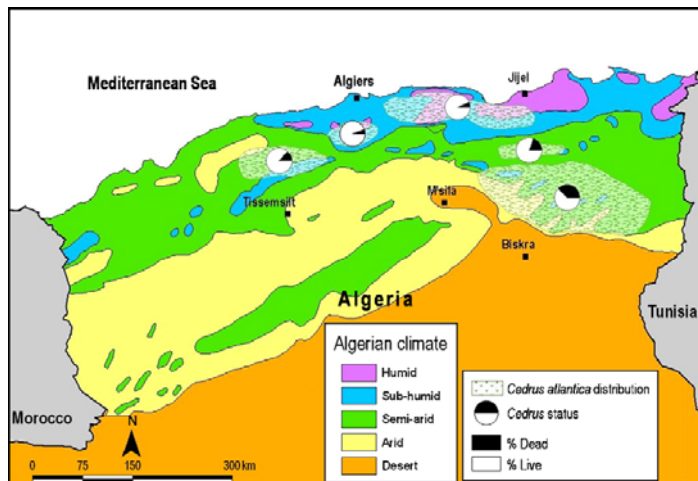 Mediterranean Sea
Algiers
Jijel
Tissemsilt
M'sila
Biskra
Algeria
Tunisia
Morocco
N
0 75 150 300 km
Algerian climate
Humid
Sub-humid
Semi-arid
Arid
Desert
Cedrus atlantica distribution
Cedrus status
% Dead
% Live